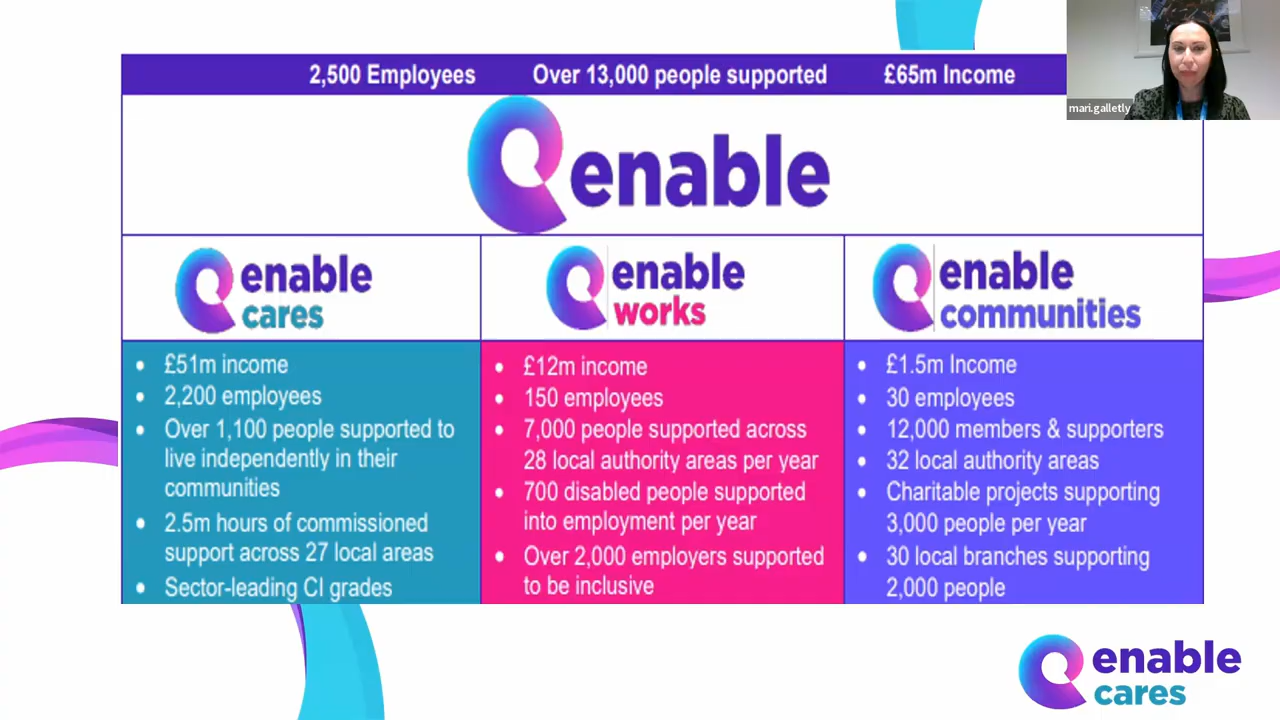 2,500 Employees Over 13,000 people supported £65m Income
mari.galletly
enable
enable
cares
enable
works
enable
communities
• £51m income
• 2,200 employees
• Over 1,100 people supported to
live independently in their
communities
• 2.5m hours of commissioned
support across 27 local areas
• Sector-leading CI grades
• £12m income
• 150 employees
• 7,000 people supported across
28 local authority areas per year
• 700 disabled people supported
into employment per year
• Over 2,000 employers supported
to be inclusive
• £1.5m Income
• 30 employees
• 12,000 members & supporters
• 32 local authority areas
• Charitable projects supporting
3,000 people per year
• 30 local branches supporting
2,000 people
enable
cares